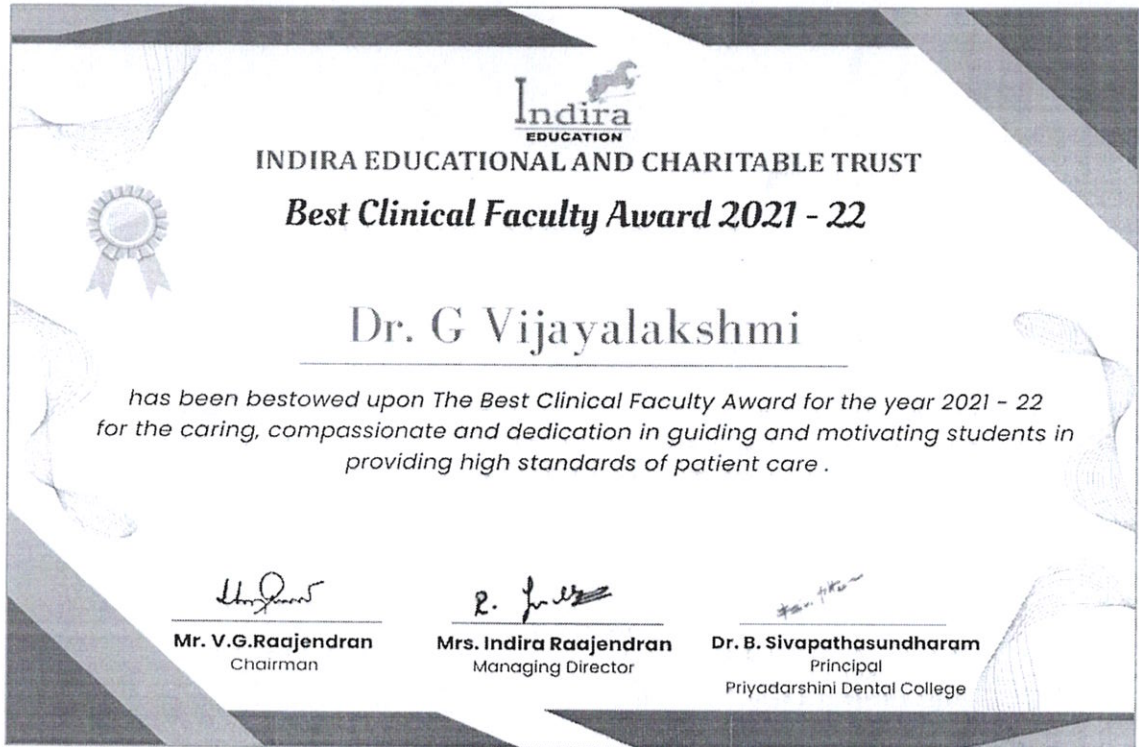 Indira
EDUCATION
INDIRA EDUCATIONAL AND CHARITABLE TRUST
Best Clinical Faculty Award 2021 - 22
Dr. G Vijayalakshmi
has been bestowed upon The Best Clinical Faculty Award for the year 2021 - 22
for the caring, compassionate and dedication in guiding and motivating students in
providing high standards of patient care .
Mr. V.G.Raajendran
Chairman
Mrs. Indira Raajendran
Managing Director
Dr. B. Sivapathasundharam
Principal
Priyadarshini Dental College